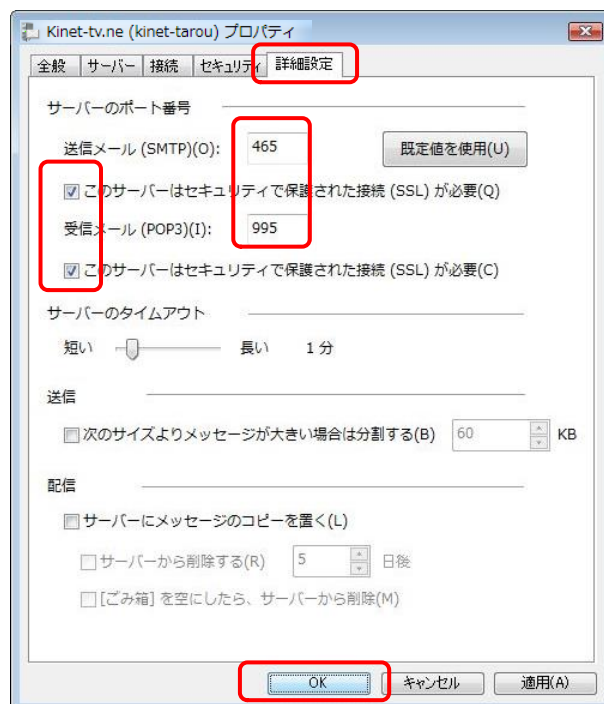 Kinet-tv.ne (kinet-tarou) プロパティ
全般 サーバー 接続 セキュリティ 詳細設定
サーバーのポート番号
送信メール (SMTP)(O): 465 既定値を使用(U)
このサーバーはセキュリティで保護された接続 (SSL) が必要(Q)
受信メール (POP3)(I): 995
このサーバーはセキュリティで保護された接続 (SSL) が必要(C)
サーバーのタイムアウト
短い 長い 1 分
送信
次のサイズよりメッセージが大きい場合は分割する(B) 60 KB
配信
サーバーにメッセージのコピーを置く(L)
サーバーから削除する(R) 5 日後
[ごみ箱] を空にしたら、サーバーから削除(M)
OK キャンセル 適用(A)